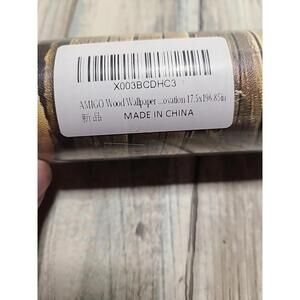 X003BCDHC3
AMIGO Wood Wallpaper ...ovation 17.5x196.85in
新品
MADE IN CHINA